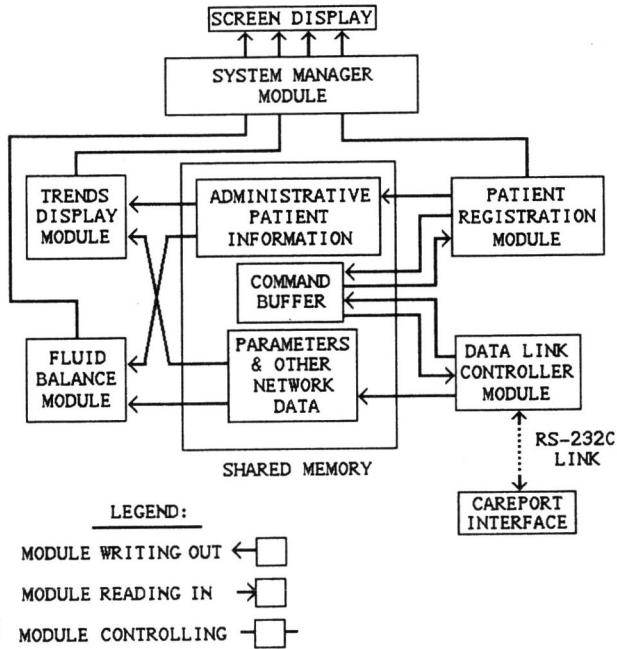 SCREEN DISPLAY
SYSTEM MANAGER
MODULE
TRENDS
DISPLAY
MODULE
ADMINISTRATIVE
PATIENT
INFORMATION
PATIENT
REGISTRATION
MODULE
COMMAND
BUFFER
FLUID
BALANCE
MODULE
PARAMETERS
& OTHER
NETWORK
DATA
DATA LINK
CONTROLLER
MODULE
SHARED MEMORY
RS-232C
LINK
CAREPORT
INTERFACE
LEGEND:
MODULE WRITING OUT
MODULE READING IN
MODULE CONTROLLING